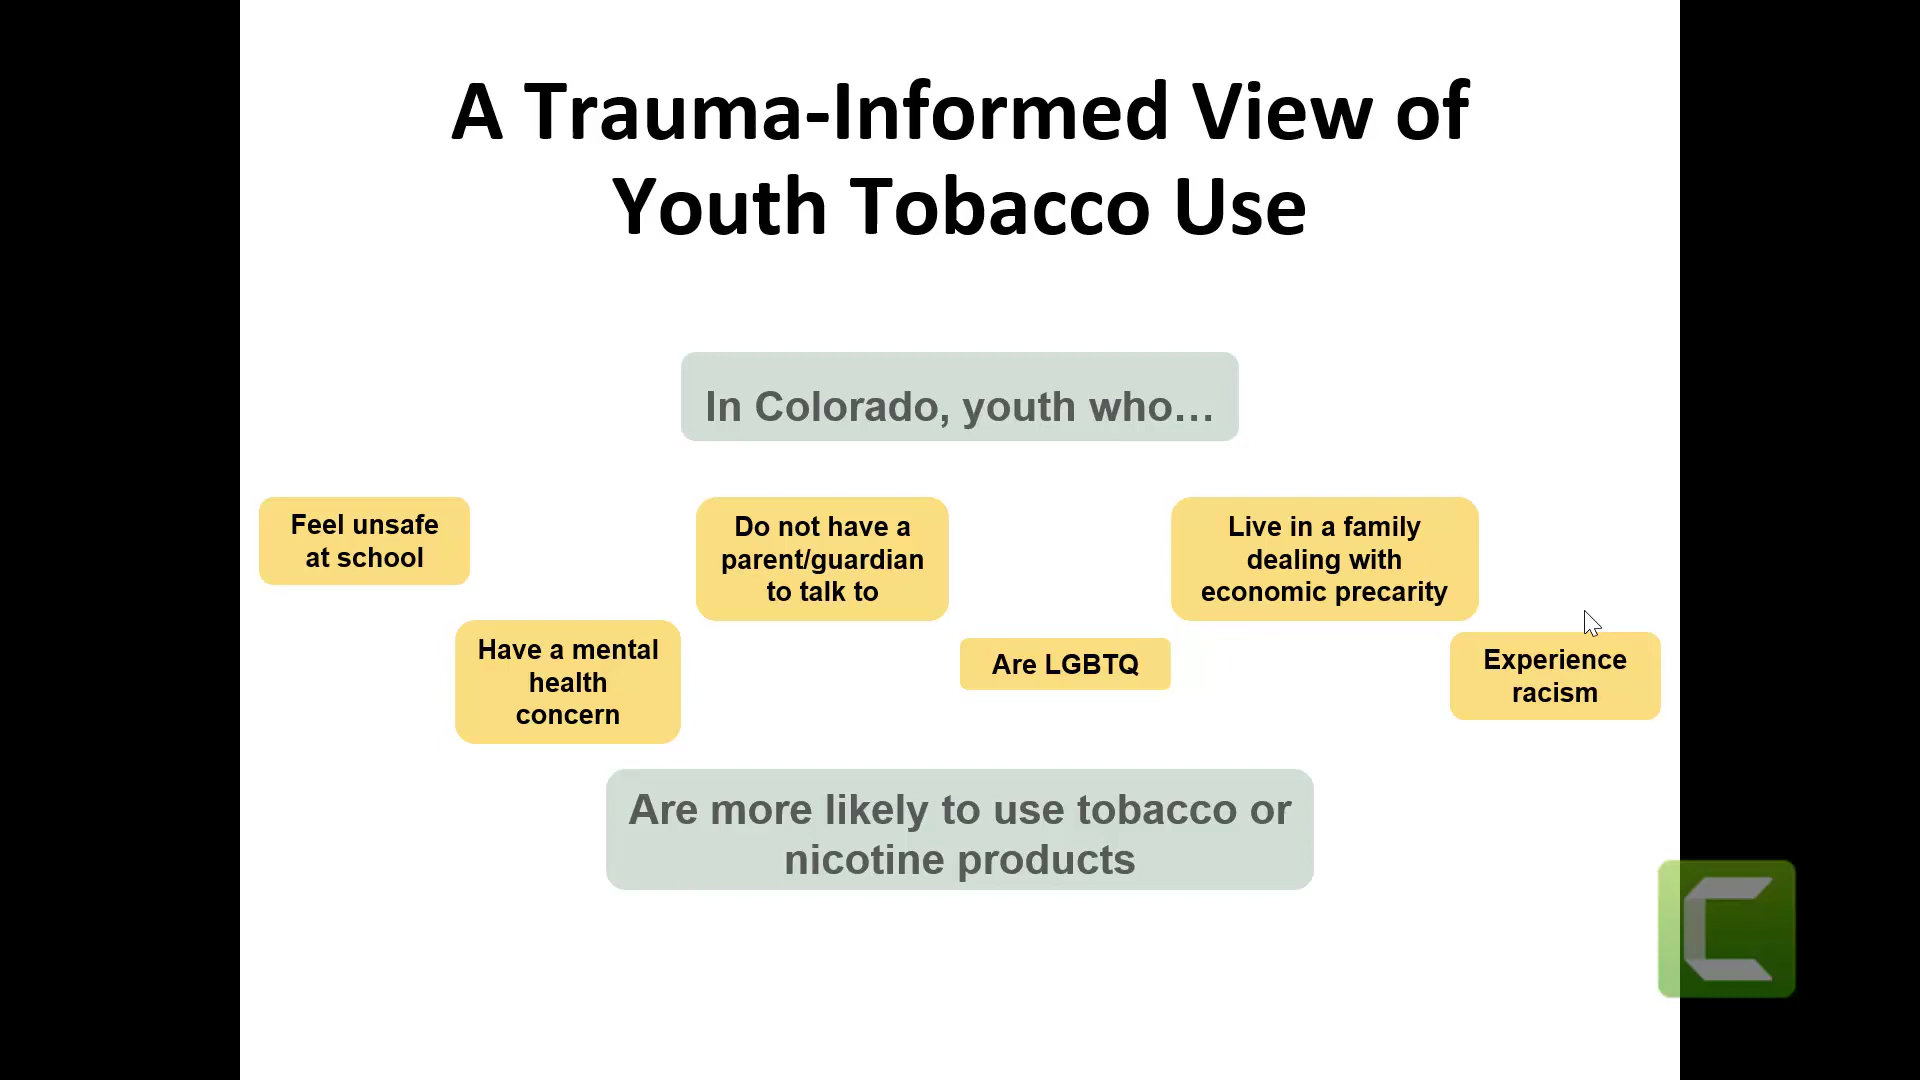 A Trauma-Informed View of
Youth Tobacco Use
In Colorado, youth who…
Feel unsafe
at school
Have a mental
health
concern
Do not have a
parent/guardian
to talk to
Are LGBTQ
Live in a family
dealing with
economic precarity
Experience
racism
Are more likely to use tobacco or
nicotine products